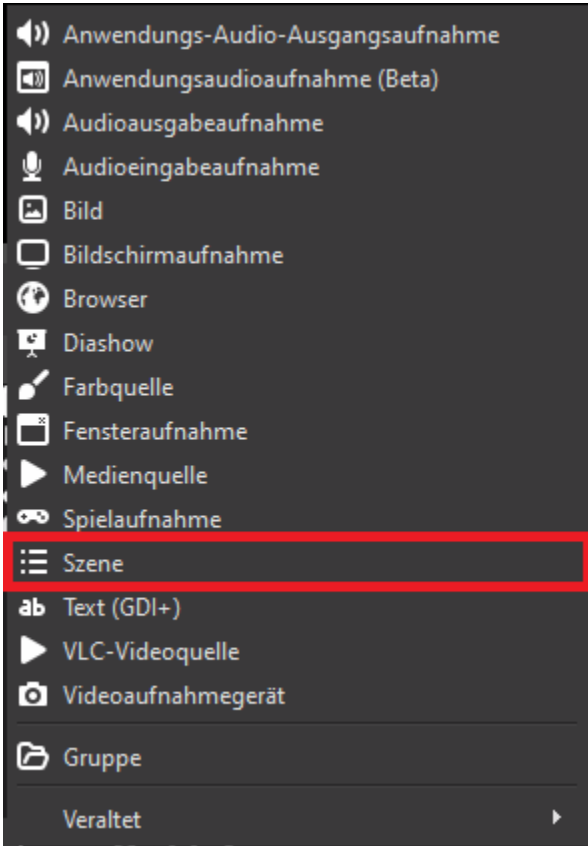 Anwendungs-Audio-Ausgangsaufnahme
Anwendungsaudioaufnahme (Beta)
Audioausgabeaufnahme
Audioeingabeaufnahme
Bild
Bildschirmaufnahme
Browser
Diashow
Farbquelle
Fensteraufnahme
Medienquelle
Spielaufnahme
Szene
ab Text (GDI+)
VLC-Videoquelle
Videoaufnahmegerät
Gruppe
Veraltet